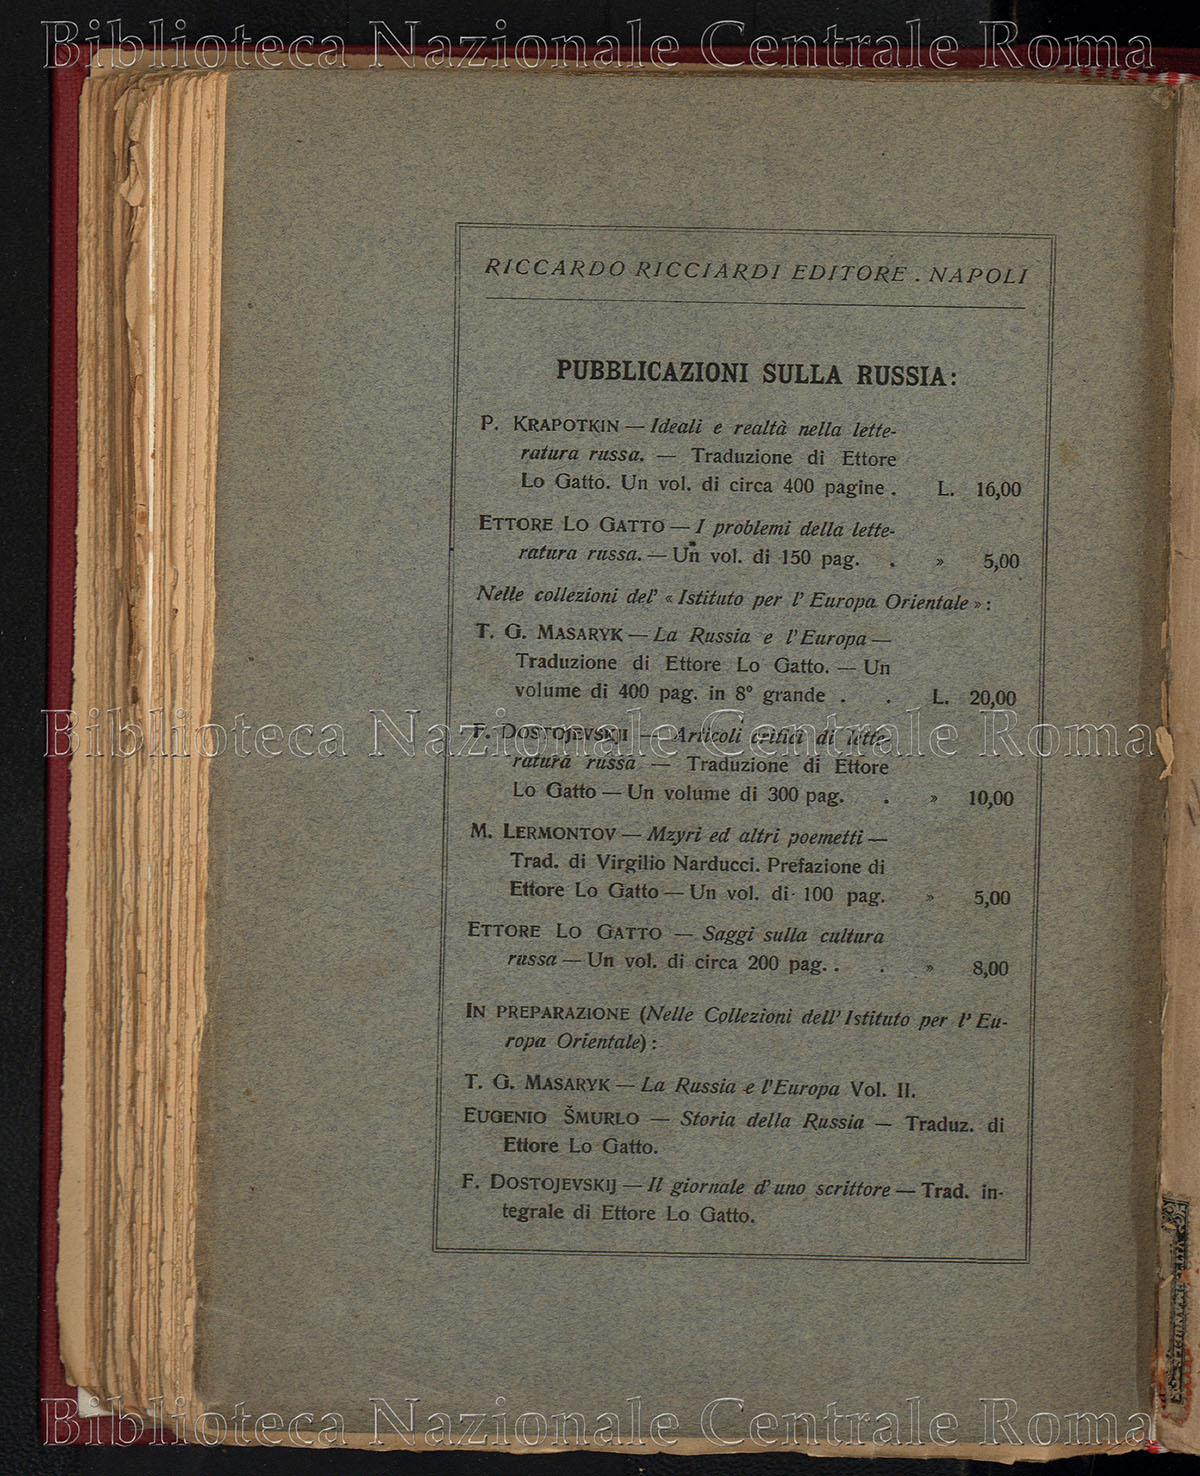 Biblioteca Nazionale Centrale Roma
RICCARDO RICCIARDI EDITORE . NAPOLI
PUBBLICAZIONI SULLA RUSSIA:
P. KRAPOTKIN — Ideali e realtà nella lette-
ratura russa. — Traduzione di Ettore
Lo Gatto. Un vol. di circa 400 pagine . L. 16,00
ETTORE LO GATTO — I problemi della lette-
ratura russa. — Un vol. di 150 pag. . » 5,00
Nelle collezioni del' « Istituto per l' Europa Orientale » :
T. G. MASARYK — La Russia e l'Europa —
Traduzione di Ettore Lo Gatto. — Un
volume di 400 pag. in 8° grande . . L. 20,00
Biblioteca Nazionale Centrale Roma
F. DOSTOJEVSKJI — Articoli critici di lette-
ratura russa — Traduzione di Ettore
Lo Gatto — Un volume di 300 pag. . » 10,00
M. LERMONTOV — Mzyri ed altri poemetti —
Trad. di Virgilio Narducci. Prefazione di
Ettore Lo Gatto — Un vol. di 100 pag. » 5,00
ETTORE LO GATTO — Saggi sulla cultura
russa — Un vol. di circa 200 pag. . . » 8,00
IN PREPARAZIONE (Nelle Collezioni dell' Istituto per l' Eu-
ropa Orientale) :
T. G. MASARYK — La Russia e l'Europa Vol. II.
EUGENIO ŠMURLO — Storia della Russia — Traduz. di
Ettore Lo Gatto.
F. DOSTOJEVSKIJ — Il giornale d' uno scrittore — Trad. in-
tegrale di Ettore Lo Gatto.
Biblioteca Nazionale Centrale Roma